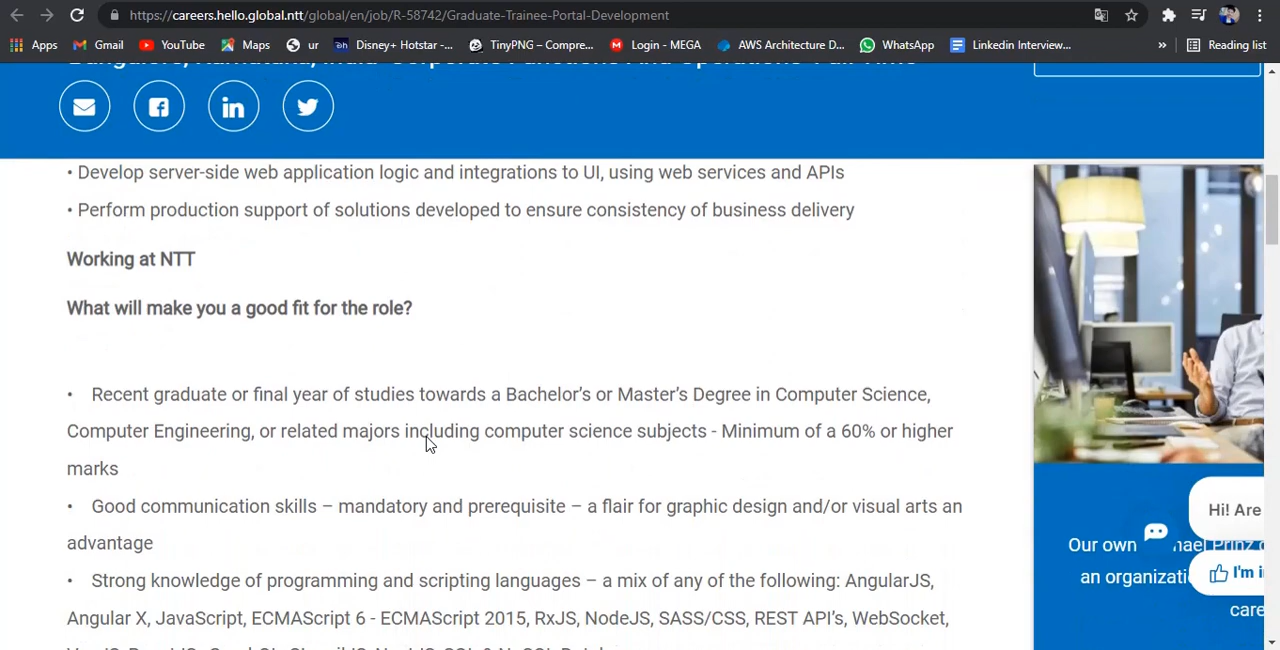 https://careers.hello.global.ntt/global/en/job/R-58742/Graduate-Trainee-Portal-Development
Apps Gmail YouTube Maps ur Disney+ Hotstar -... TinyPNG – Compre... Login - MEGA AWS Architecture D... WhatsApp Linkedin Interview... » Reading list
• Develop server-side web application logic and integrations to UI, using web services and APIs
• Perform production support of solutions developed to ensure consistency of business delivery
Working at NTT
What will make you a good fit for the role?
• Recent graduate or final year of studies towards a Bachelor’s or Master’s Degree in Computer Science,
Computer Engineering, or related majors including computer science subjects - Minimum of a 60% or higher
marks
• Good communication skills – mandatory and prerequisite – a flair for graphic design and/or visual arts an
advantage
• Strong knowledge of programming and scripting languages – a mix of any of the following: AngularJS,
Angular X, JavaScript, ECMAScript 6 - ECMAScript 2015, RxJS, NodeJS, SASS/CSS, REST API’s, WebSocket,
Hi! Are
Our own
an organizati
I'm i
care